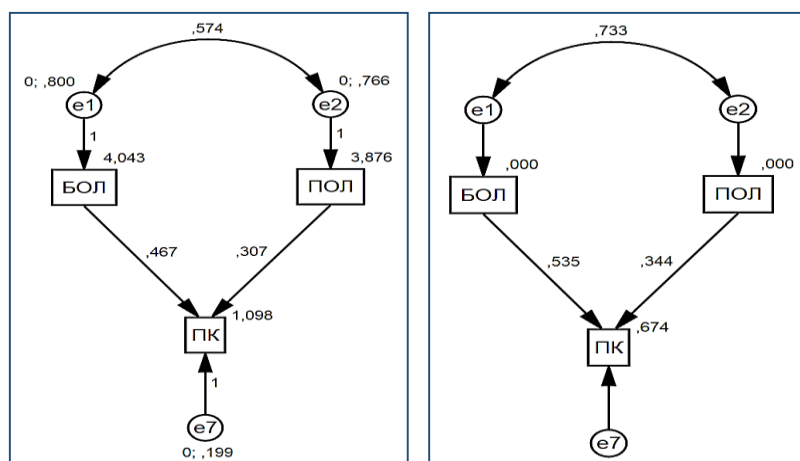 ,574
0; ,800
0; ,766
e1
e2
1
1
4,043
3,876
БОЛ
ПОЛ
,467
,307
1,098
ПК
1
e7
0; ,199
,733
e1
e2
,000
,000
БОЛ
ПОЛ
,535
,344
,674
ПК
e7